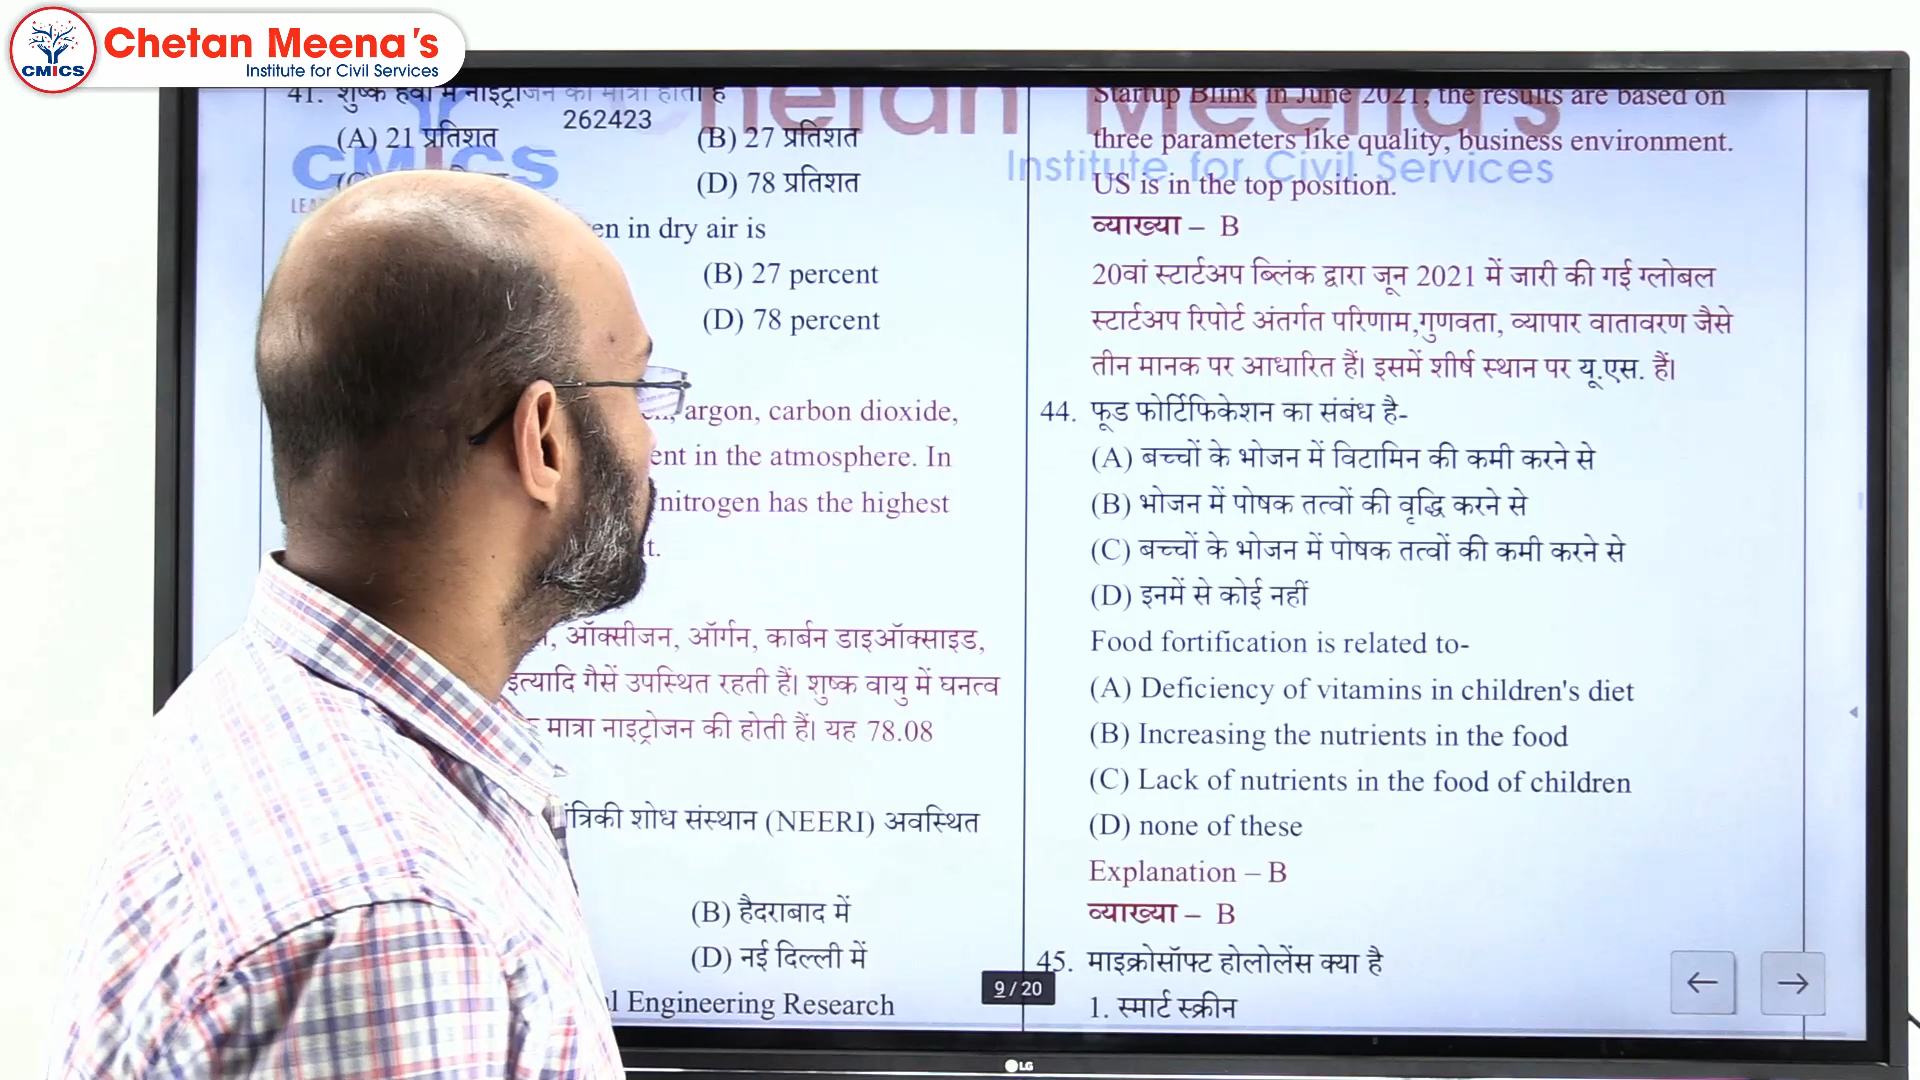 Chetan Meena's
Institute for Civil Services
CMICS
41. शुष्क हवा में नाइट्रोजन की मात्रा होती है
262423
(A) 21 प्रतिशत
(B) 27 प्रतिशत
CMICS
(D) 78 प्रतिशत
in dry air is
(B) 27 percent
(D) 78 percent
argon, carbon dioxide,
in the atmosphere. In
nitrogen has the highest
ऑक्सीजन, ऑर्गन, कार्बन डाइऑक्साइड,
इत्यादि गैसें उपस्थित रहती हैं। शुष्क वायु में घनत्व
मात्रा नाइट्रोजन की होती हैं। यह 78.08
शोध संस्थान (NEERI) अवस्थित
(B) हैदराबाद में
(D) नई दिल्ली में
Engineering Research
Chetan Meena's
Institute for Civil Services
Startup Blink in June 2021, the results are based on
three parameters like quality, business environment.
US is in the top position.
व्याख्या – B
20वां स्टार्टअप ब्लिंक द्वारा जून 2021 में जारी की गई ग्लोबल
स्टार्टअप रिपोर्ट अंतर्गत परिणाम,गुणवता, व्यापार वातावरण जैसे
तीन मानक पर आधारित हैं। इसमें शीर्ष स्थान पर यू.एस. हैं।
44. फूड फोर्टिफिकेशन का संबंध है-
(A) बच्चों के भोजन में विटामिन की कमी करने से
(B) भोजन में पोषक तत्वों की वृद्धि करने से
(C) बच्चों के भोजन में पोषक तत्वों की कमी करने से
(D) इनमें से कोई नहीं
Food fortification is related to-
(A) Deficiency of vitamins in children's diet
(B) Increasing the nutrients in the food
(C) Lack of nutrients in the food of children
(D) none of these
Explanation – B
व्याख्या – B
45. माइक्रोसॉफ्ट होलोलेंस क्या है
1. स्मार्ट स्क्रीन
9 / 20
LG